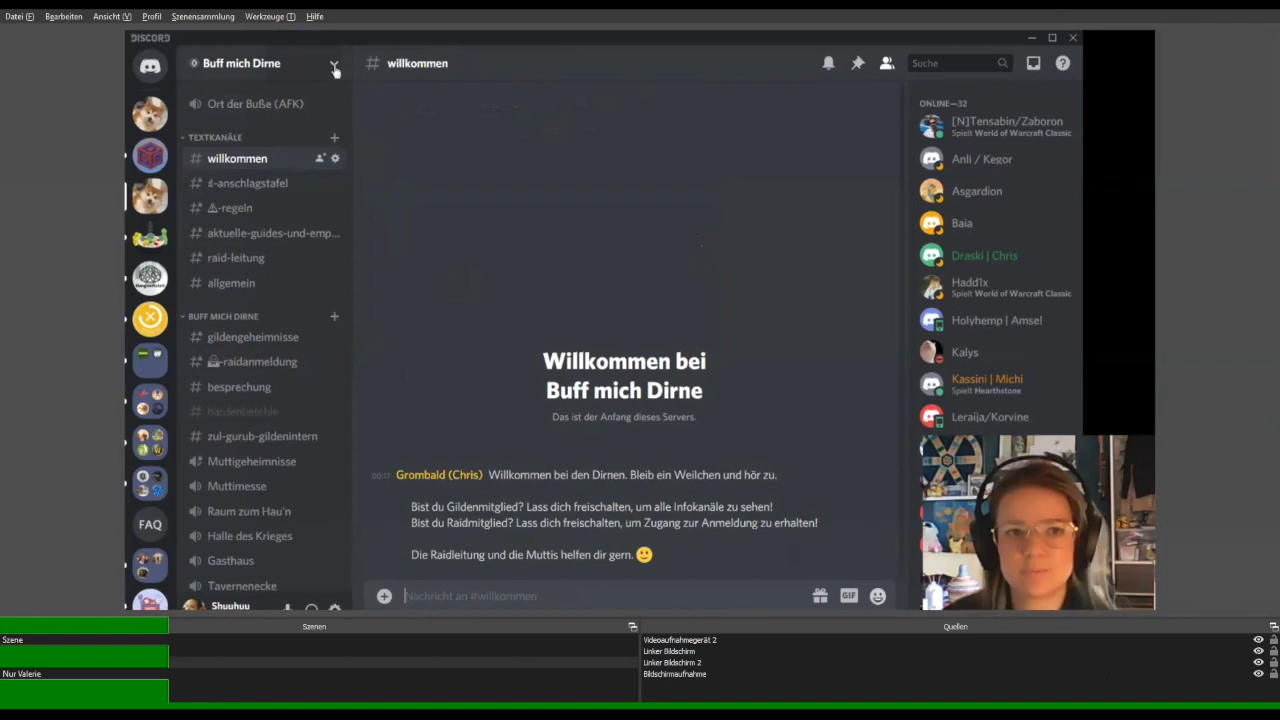 Datei (F) Bearbeiten Ansicht (V) Profil Szenensammlung Werkzeuge (T) Hilfe
DISCORD
Buff mich Dirne
# willkommen
Suche
Ort der Buße (AFK)
TEXTKANÄLE
# willkommen
-anschlagstafel
-regeln
aktuelle-guides-und-emp...
# raid-leitung
# allgemein
BUFF MICH DIRNE
gildengeheimnisse
-raidanmeldung
# besprechung
zul-gurub-gildenintern
Muttigeheimnisse
Muttimesse
Raum zum Hau'n
Halle des Krieges
Gasthaus
Tavernenecke
Shuuhuu
FAQ
Willkommen bei
Buff mich Dirne
Das ist der Anfang dieses Servers.
00:17 Grombald (Chris) Willkommen bei den Dirnen. Bleib ein Weilchen und hör zu.
Bist du Gildenmitglied? Lass dich freischalten, um alle Infokanäle zu sehen!
Bist du Raidmitglied? Lass dich freischalten, um Zugang zur Anmeldung zu erhalten!
Die Raidleitung und die Muttis helfen dir gern. 🙂
Nachricht an #willkommen
GIF
ONLINE—32
[N]Tensabin/Zaboron
Spielt World of Warcraft Classic
Anli / Kegor
Asgardion
Baia
Draski | Chris
Hadd1x
Spielt World of Warcraft Classic
Holyhemp | Amsel
Kalys
Kassini | Michi
Spielt Hearthstone
Leraija/Korvine
Szenen
Quellen
Szene
Nur Valerie
Videoaufnahmegerät 2
Linker Bildschirm
Linker Bildschirm 2
Bildschirmaufnahme